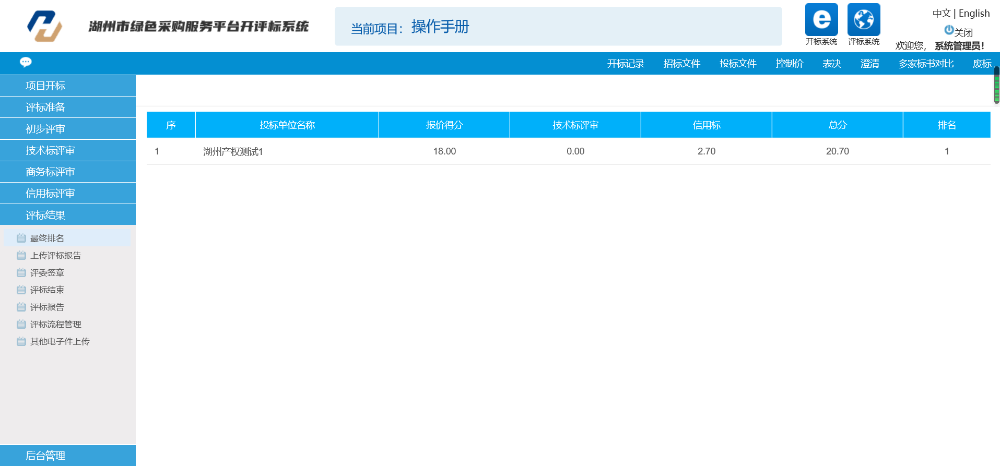 湖州市绿色采购服务平台开评标系统
当前项目：操作手册
开标系统
评标系统
中文 | English
关闭
欢迎您， 系统管理员！
开标记录 招标文件 投标文件 控制价 表决 澄清 多家标书对比 废标
项目开标
评标准备
初步评审
技术标评审
商务标评审
信用标评审
评标结果
最终排名
上传评标报告
评委签章
评标结束
评标报告
评标流程管理
其他电子件上传
后台管理
序 投标单位名称 报价得分 技术标评审 信用标 总分 排名
1 湖州产权测试1 18.00 0.00 2.70 20.70 1